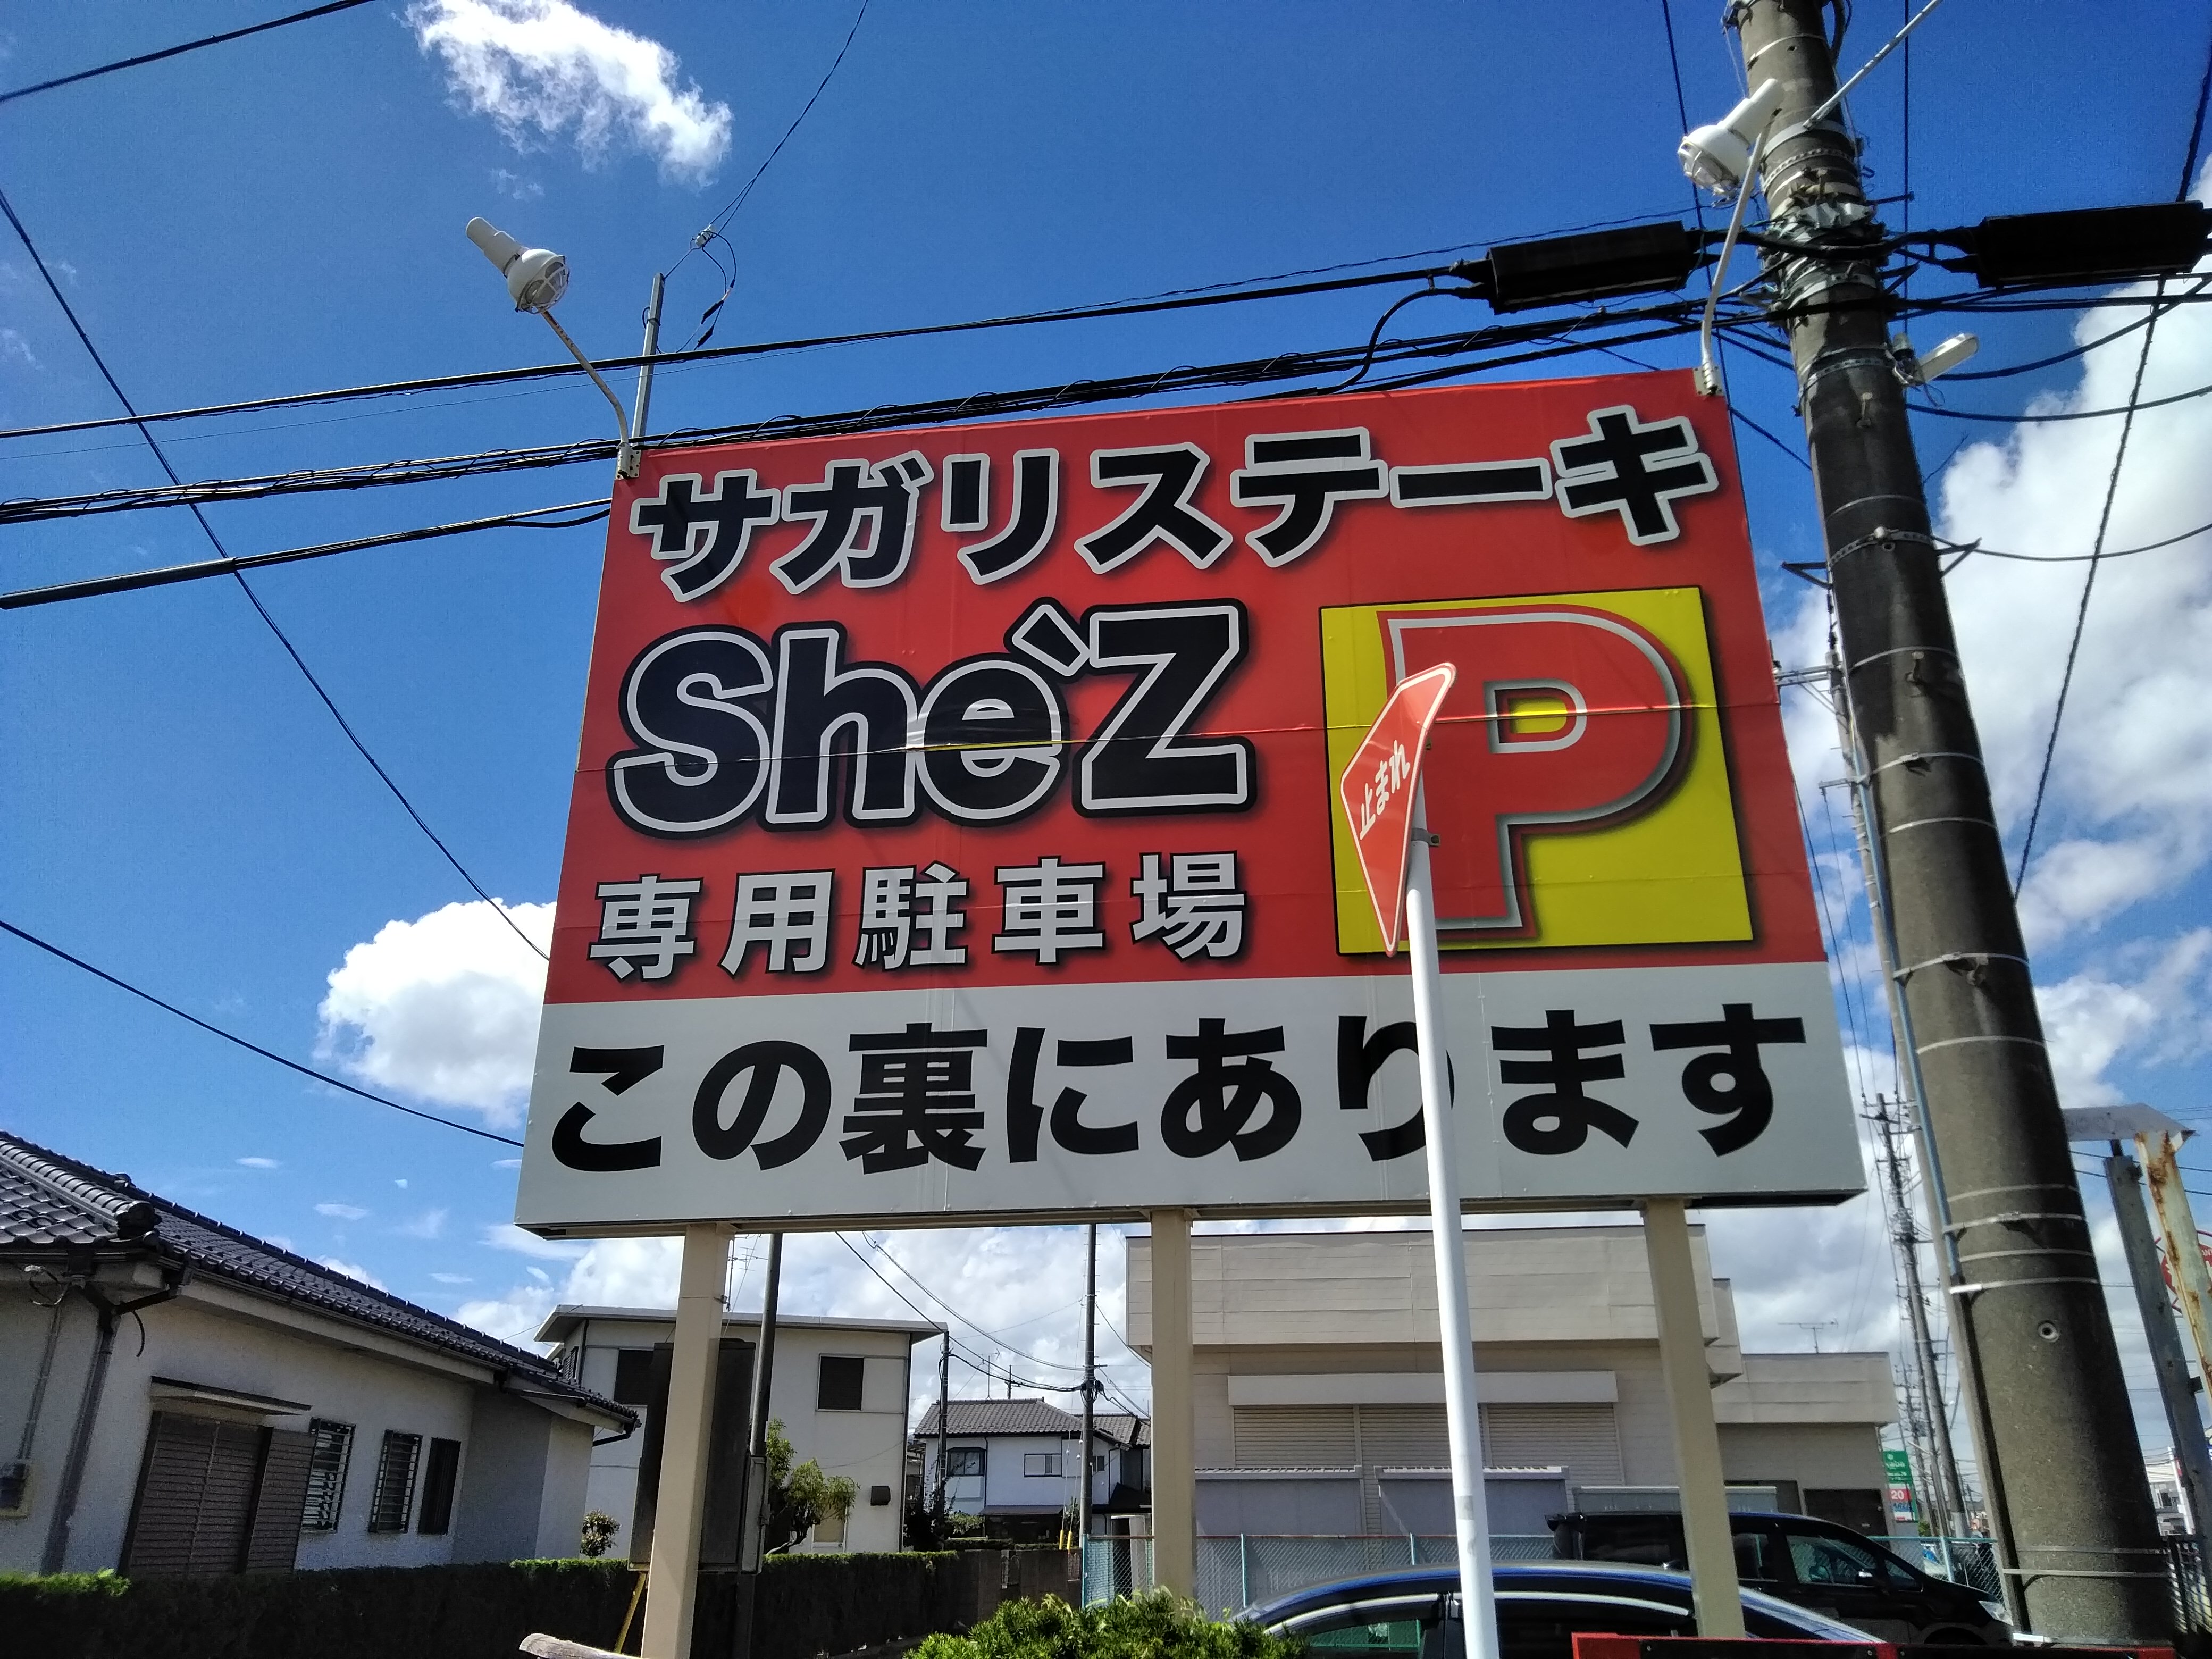 サガリステーキ
She'Z
P
専用駐車場
この裏にあります
止まれ
20